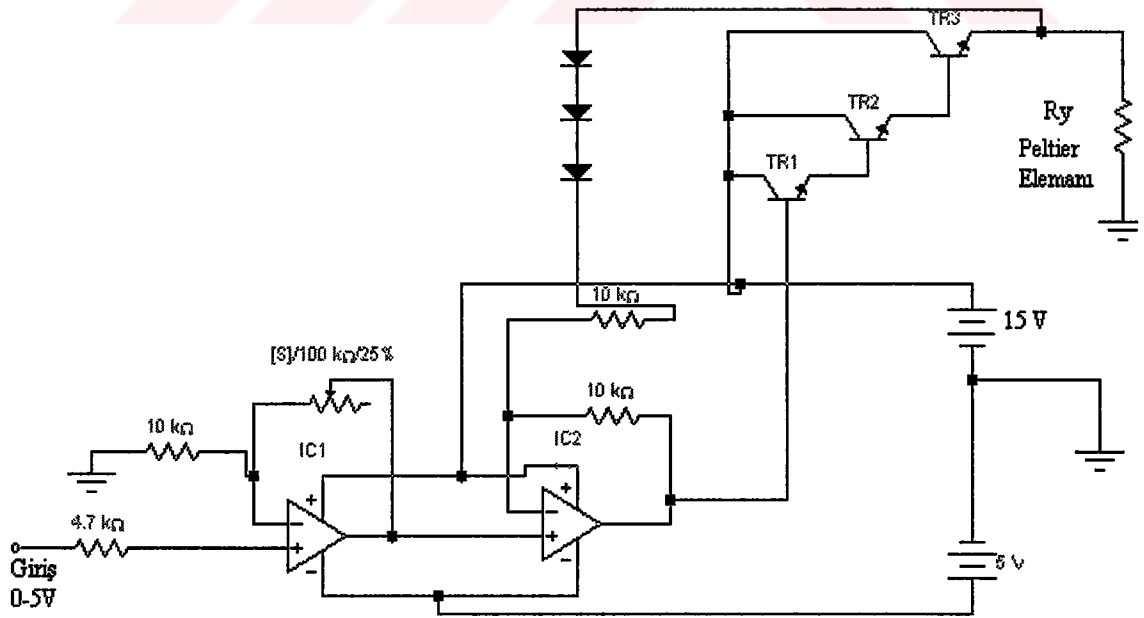 TR3
TR2
Ry
Peltier
Elemanı
TR1
10 kΩ
15 V
[S]/100 kΩ/25%
10 kΩ
10 kΩ
IC1
IC2
4.7 kΩ
Giriş
0-5V
+
−
+
−
+
−
+
−
V